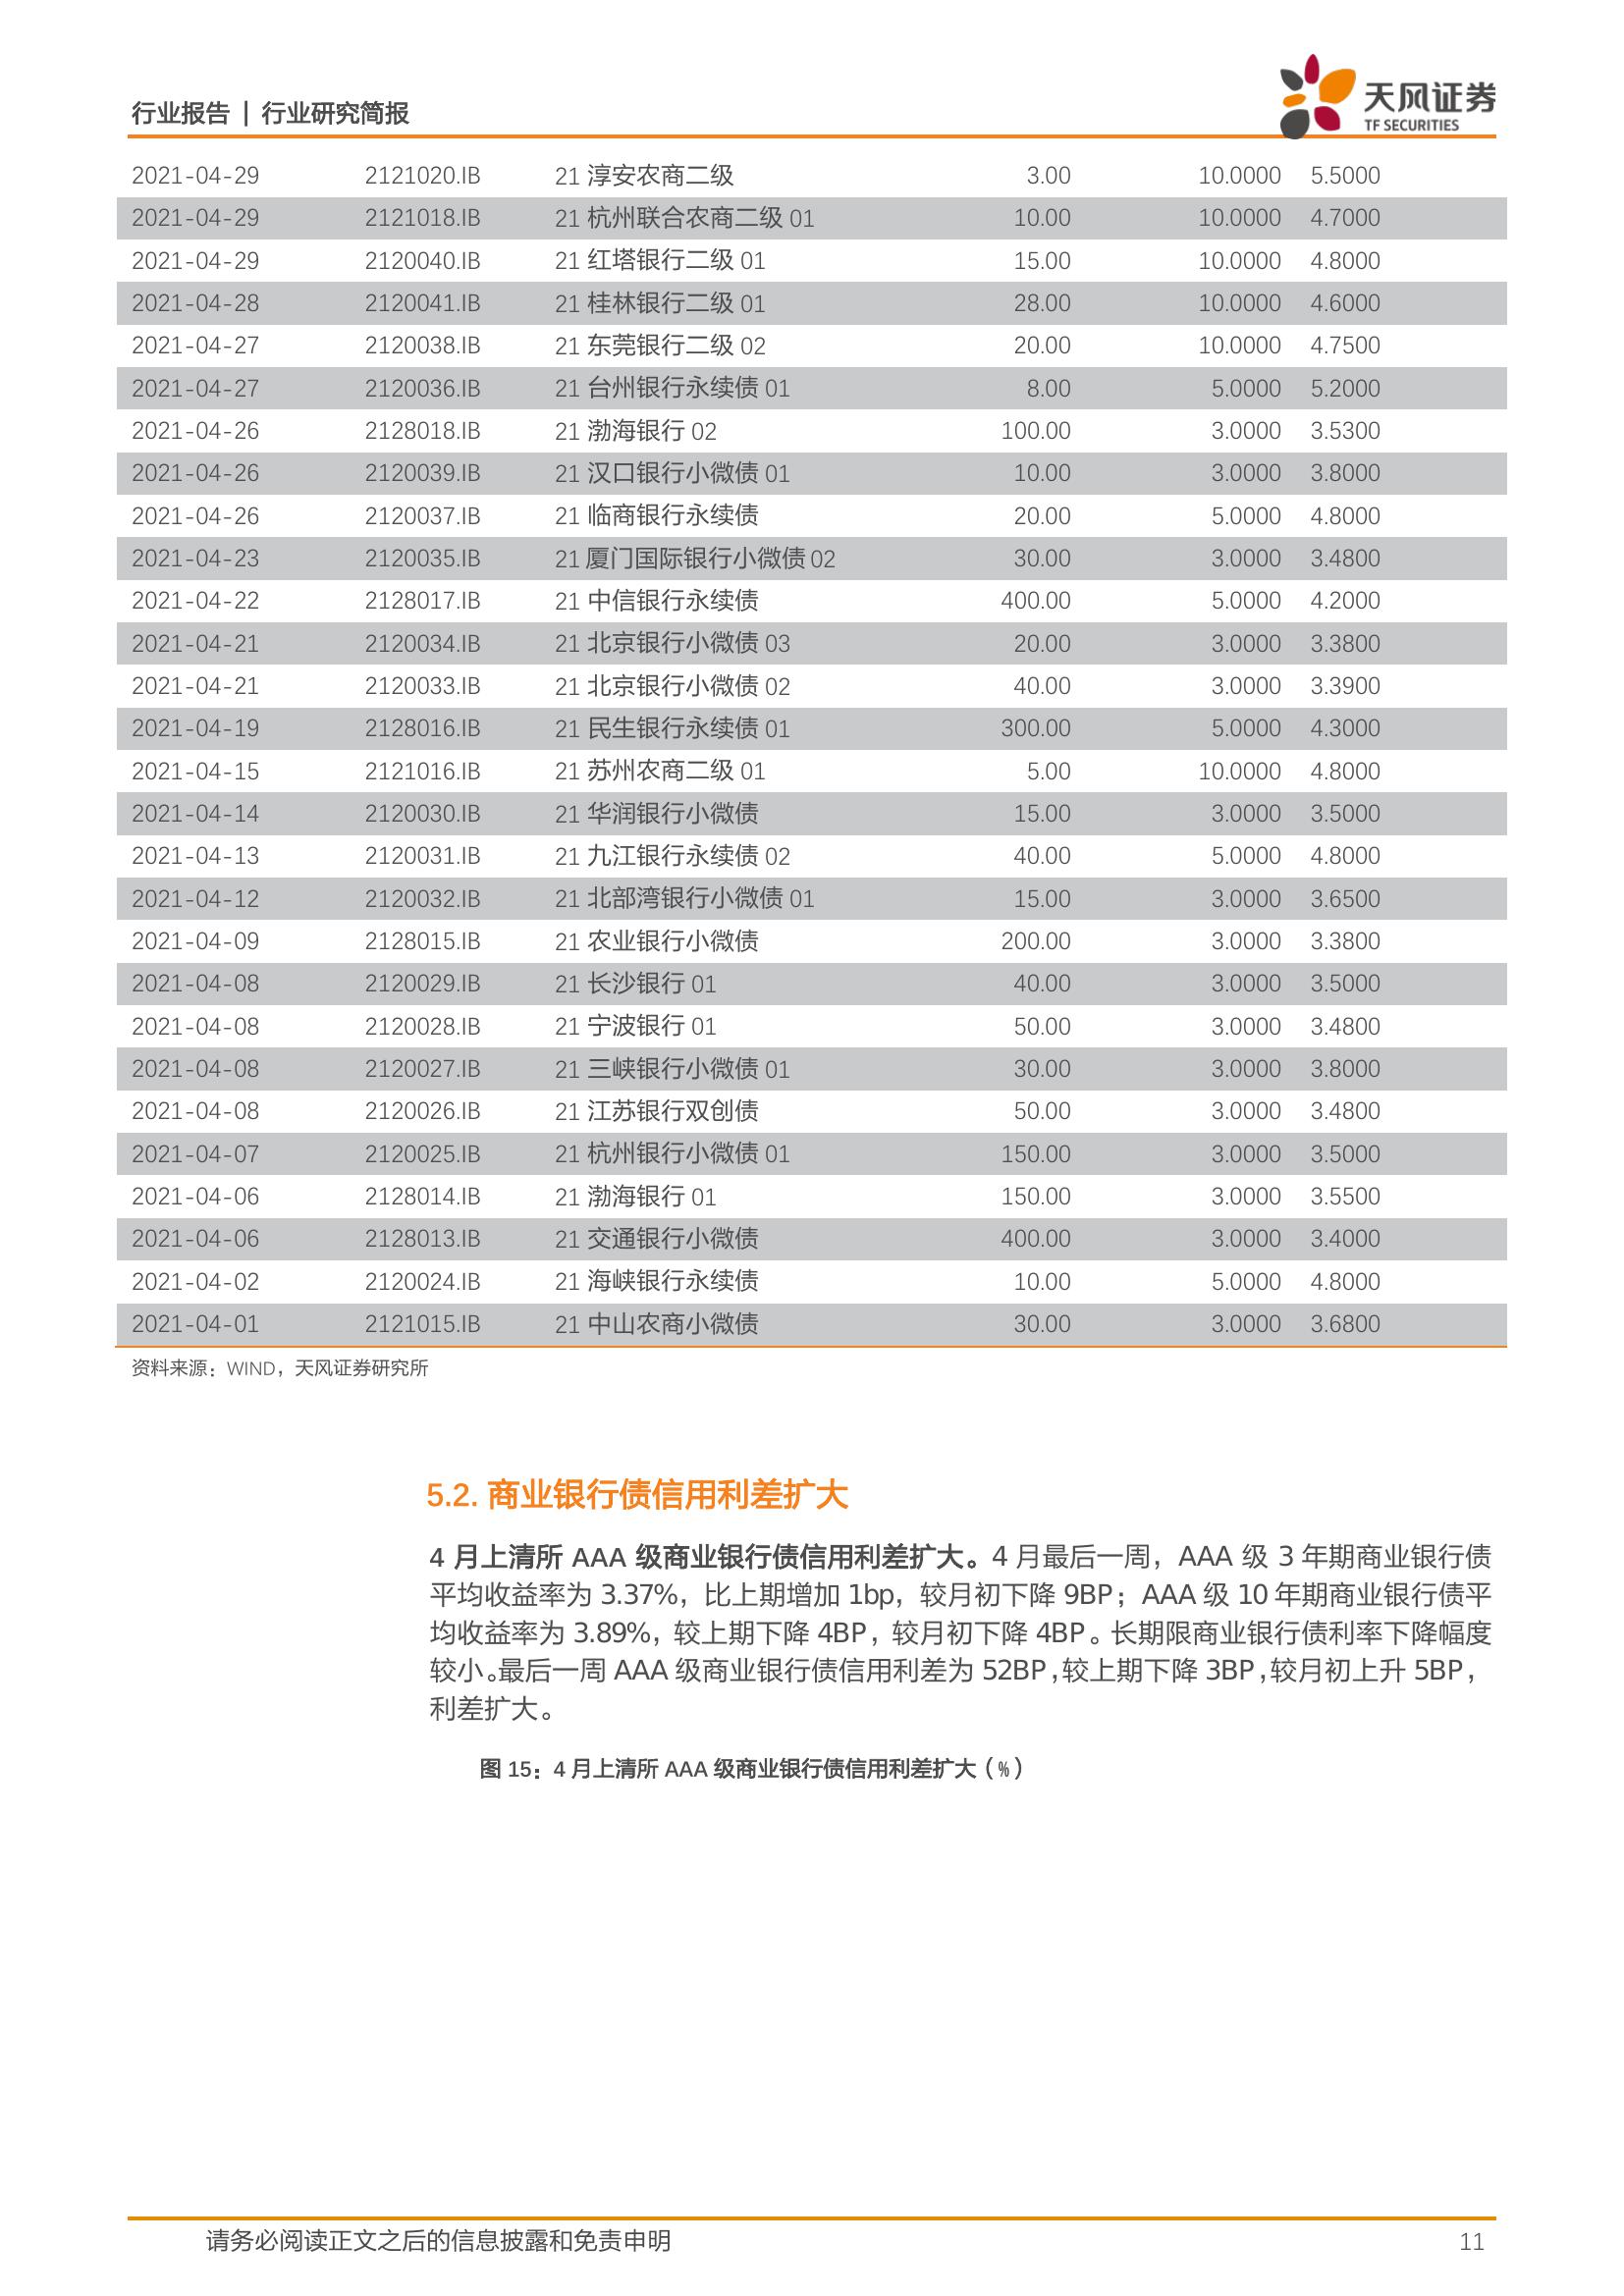 行业报告 | 行业研究简报
天风证券
TF SECURITIES
2021-04-29 2121020.IB 21 淳安农商二级 3.00 10.0000 5.5000
2021-04-29 2121018.IB 21 杭州联合农商二级 01 10.00 10.0000 4.7000
2021-04-29 2120040.IB 21 红塔银行二级 01 15.00 10.0000 4.8000
2021-04-28 2120041.IB 21 桂林银行二级 01 28.00 10.0000 4.6000
2021-04-27 2120038.IB 21 东莞银行二级 02 20.00 10.0000 4.7500
2021-04-27 2120036.IB 21 台州银行永续债 01 8.00 5.0000 5.2000
2021-04-26 2128018.IB 21 渤海银行 02 100.00 3.0000 3.5300
2021-04-26 2120039.IB 21 汉口银行小微债 01 10.00 3.0000 3.8000
2021-04-26 2120037.IB 21 临商银行永续债 20.00 5.0000 4.8000
2021-04-23 2120035.IB 21 厦门国际银行小微债 02 30.00 3.0000 3.4800
2021-04-22 2128017.IB 21 中信银行永续债 400.00 5.0000 4.2000
2021-04-21 2120034.IB 21 北京银行小微债 03 20.00 3.0000 3.3800
2021-04-21 2120033.IB 21 北京银行小微债 02 40.00 3.0000 3.3900
2021-04-19 2128016.IB 21 民生银行永续债 01 300.00 5.0000 4.3000
2021-04-15 2121016.IB 21 苏州农商二级 01 5.00 10.0000 4.8000
2021-04-14 2120030.IB 21 华润银行小微债 15.00 3.0000 3.5000
2021-04-13 2120031.IB 21 九江银行永续债 02 40.00 5.0000 4.8000
2021-04-12 2120032.IB 21 北部湾银行小微债 01 15.00 3.0000 3.6500
2021-04-09 2128015.IB 21 农业银行小微债 200.00 3.0000 3.3800
2021-04-08 2120029.IB 21 长沙银行 01 40.00 3.0000 3.5000
2021-04-08 2120028.IB 21 宁波银行 01 50.00 3.0000 3.4800
2021-04-08 2120027.IB 21 三峡银行小微债 01 30.00 3.0000 3.8000
2021-04-08 2120026.IB 21 江苏银行双创债 50.00 3.0000 3.4800
2021-04-07 2120025.IB 21 杭州银行小微债 01 150.00 3.0000 3.5000
2021-04-06 2128014.IB 21 渤海银行 01 150.00 3.0000 3.5500
2021-04-06 2128013.IB 21 交通银行小微债 400.00 3.0000 3.4000
2021-04-02 2120024.IB 21 海峡银行永续债 10.00 5.0000 4.8000
2021-04-01 2121015.IB 21 中山农商小微债 30.00 3.0000 3.6800
资料来源：WIND，天风证券研究所
5.2. 商业银行债信用利差扩大
4 月上清所 AAA 级商业银行债信用利差扩大。4 月最后一周，AAA 级 3 年期商业银行债
平均收益率为 3.37%，比上期增加 1bp，较月初下降 9BP；AAA 级 10 年期商业银行债平
均收益率为 3.89%，较上期下降 4BP，较月初下降 4BP。长期限商业银行债利率下降幅度
较小。最后一周 AAA 级商业银行债信用利差为 52BP，较上期下降 3BP，较月初上升 5BP，
利差扩大。
图 15：4 月上清所 AAA 级商业银行债信用利差扩大（%）
请务必阅读正文之后的信息披露和免责申明 11